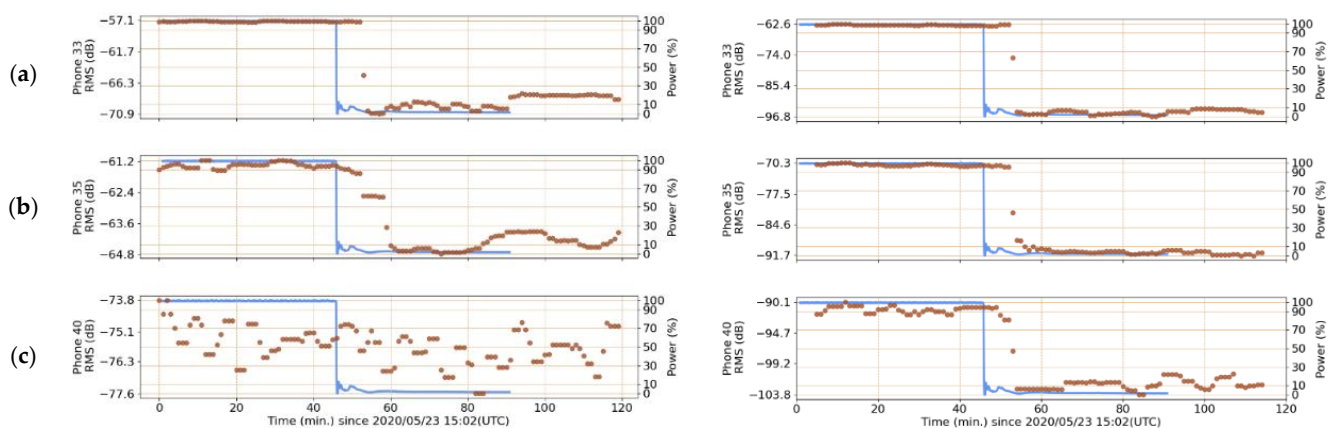 (a)
Phone 33
RMS (dB)
−57.1
−61.7
−66.3
−70.9
100
90
70
50
30
10
0
Power (%)
Phone 33
RMS (dB)
−62.6
−74.0
−85.4
−96.8
100
90
70
50
30
10
0
Power (%)
(b)
Phone 35
RMS (dB)
−61.2
−62.4
−63.6
−64.8
100
90
70
50
30
10
0
Power (%)
Phone 35
RMS (dB)
−70.3
−77.5
−84.6
−91.7
100
90
70
50
30
10
0
Power (%)
(c)
Phone 40
RMS (dB)
−73.8
−75.1
−76.3
−77.6
100
90
70
50
30
10
0
Power (%)
0 20 40 60 80 100 120
Time (min.) since 2020/05/23 15:02(UTC)
Phone 40
RMS (dB)
−90.1
−94.7
−99.2
−103.8
100
90
70
50
30
10
0
Power (%)
0 20 40 60 80 100 120
Time (min.) since 2020/05/23 15:02(UTC)